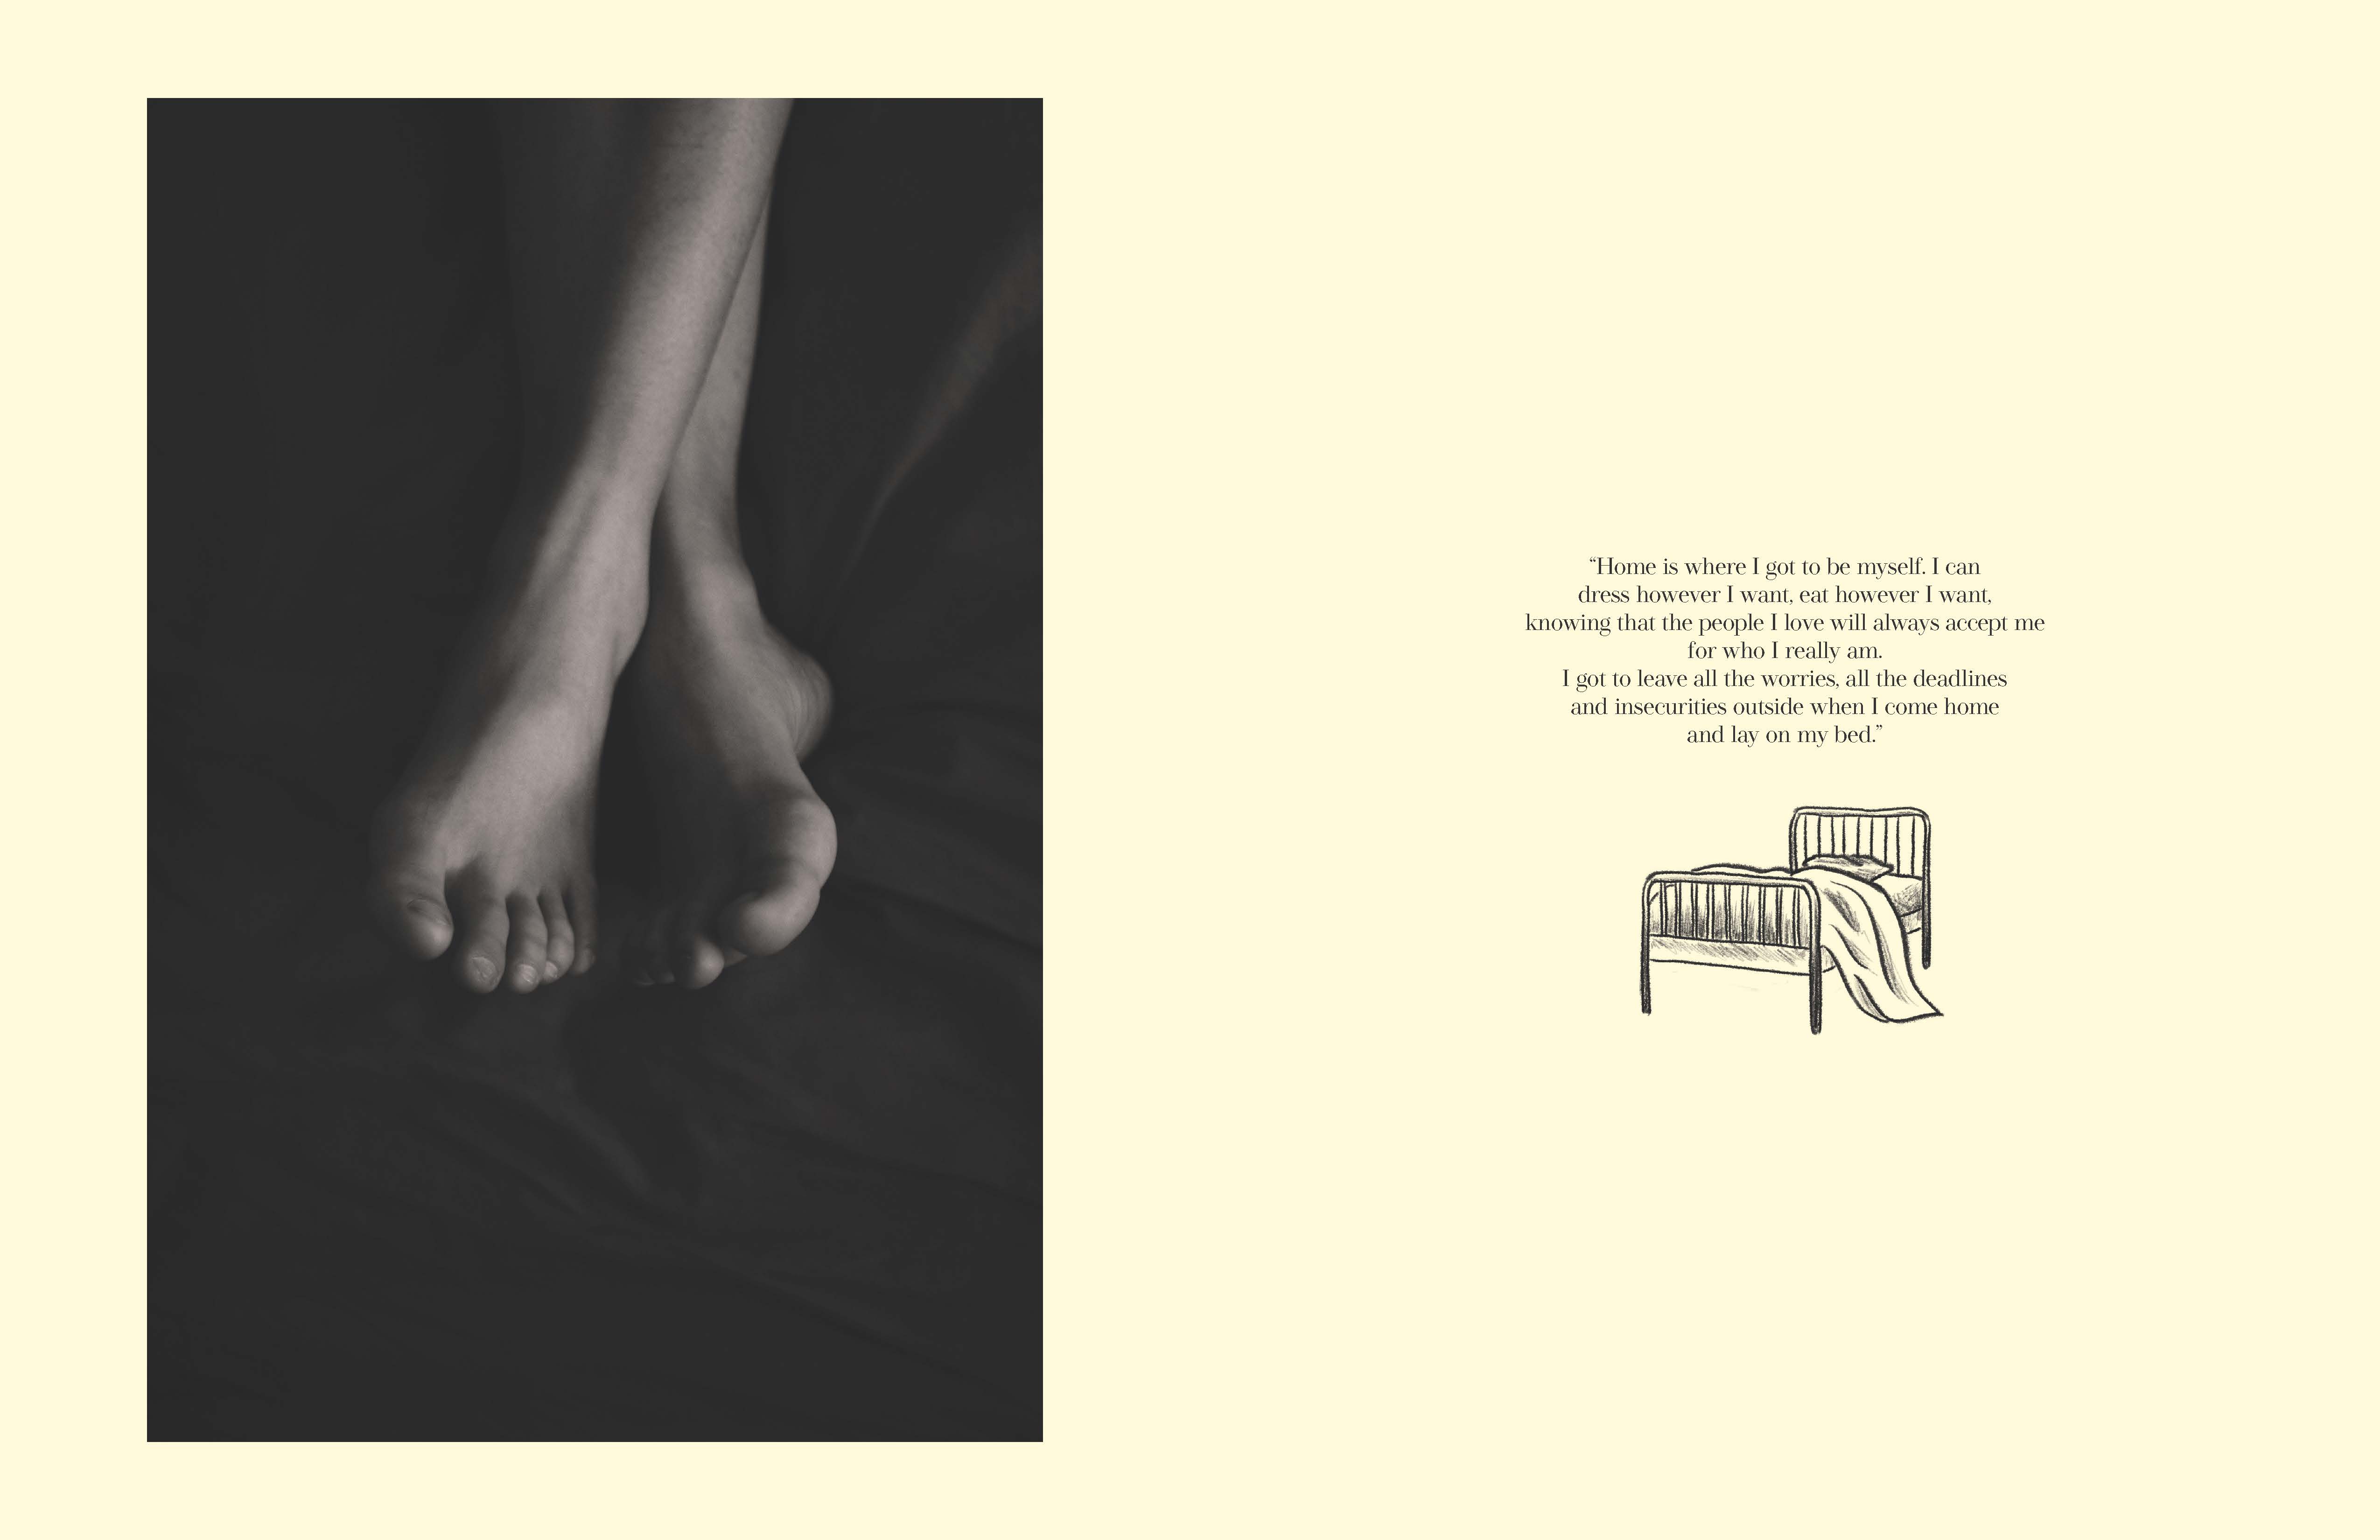 “Home is where I got to be myself. I can
dress however I want, eat however I want,
knowing that the people I love will always accept me
for who I really am.
I got to leave all the worries, all the deadlines
and insecurities outside when I come home
and lay on my bed.”